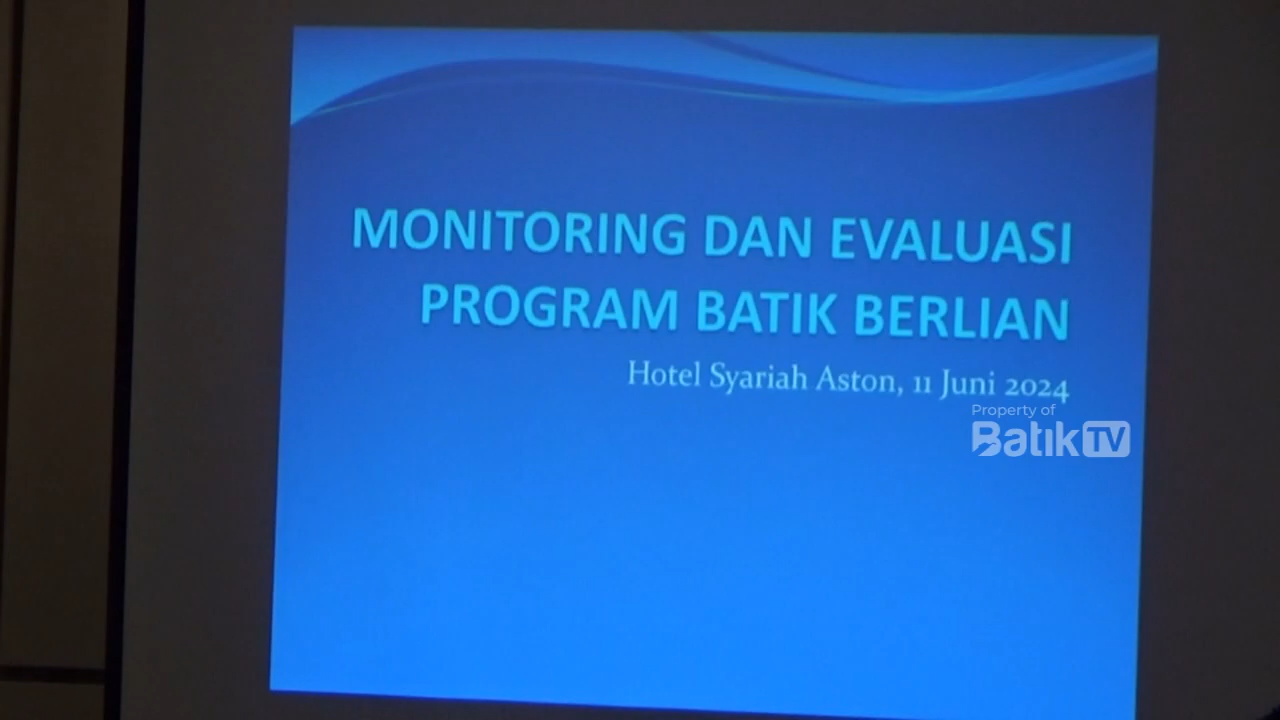 MONITORING DAN EVALUASI
PROGRAM BATIK BERLIAN
Hotel Syariah Aston, 11 Juni 2024
Property of
BatikTV